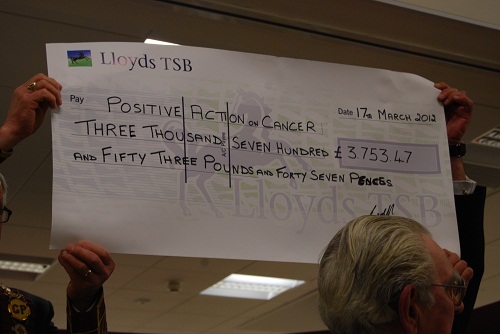 Lloyds TSB
Pay POSITIVE ACTION ON CANCER Date 17th MARCH 2012
THREE THOUSAND SEVEN HUNDRED £3753.47
AND FIFTY THREE POUNDS AND FORTY SEVEN PENCES
Lloyds TSB